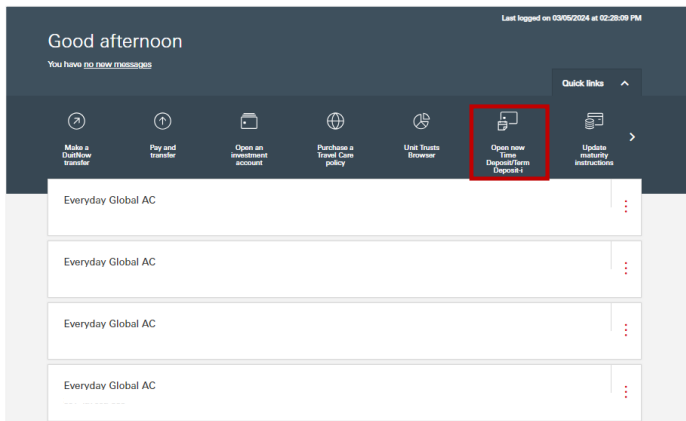 Last logged on 03/05/2024 at 02:28:09 PM
Good afternoon
You have no new messages
Quick links
Make a
DuitNow
transfer
Pay and
transfer
Open an
investment
account
Purchase a
Travel Care
policy
Unit Trusts
Browser
Open new
Time
Deposit/Term
Deposit-i
Update
maturity
instructions
Everyday Global AC
Everyday Global AC
Everyday Global AC
Everyday Global AC